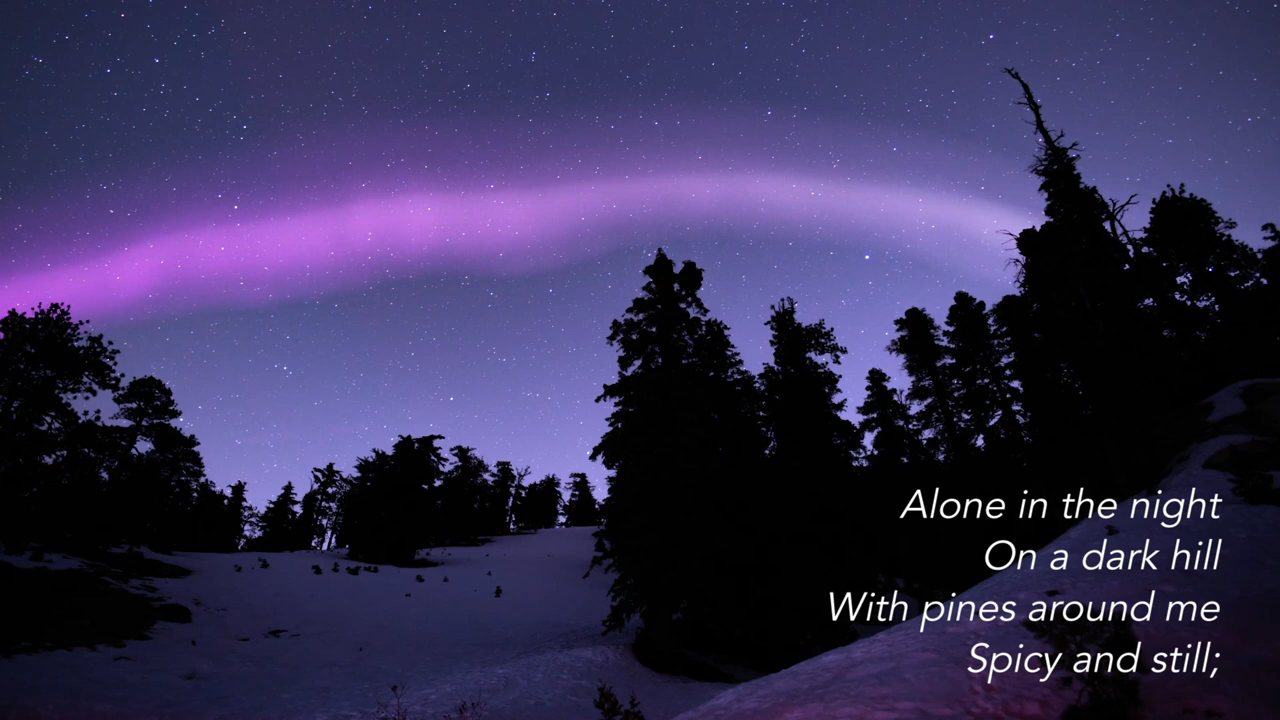 Alone in the night
On a dark hill
With pines around me
Spicy and still;